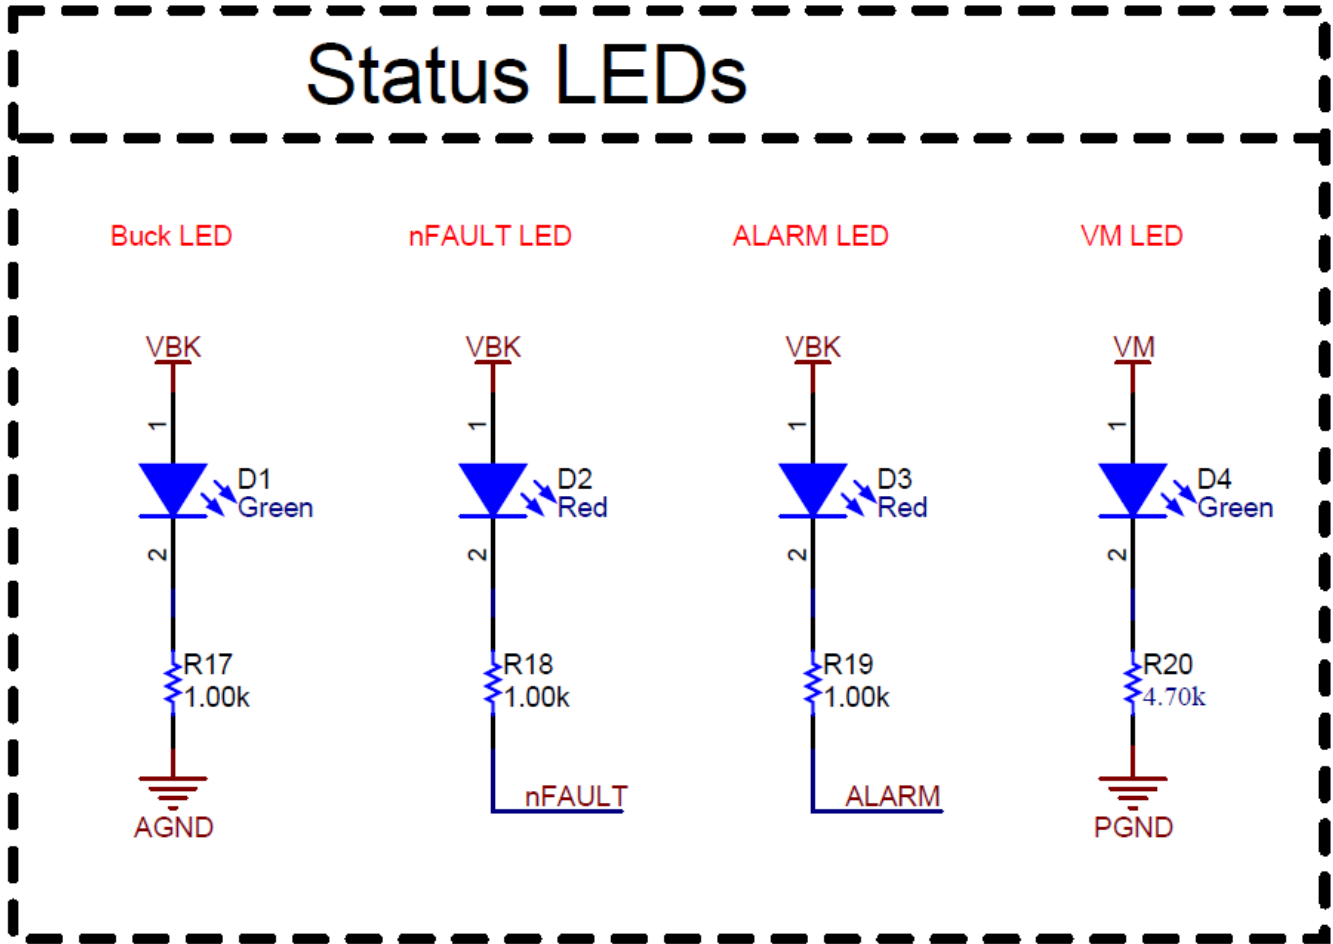 Status LEDs
Buck LED
nFAULT LED
ALARM LED
VM LED
VBK
VBK
VBK
VM
1
1
1
1
D1
Green
D2
Red
D3
Red
D4
Green
2
2
2
2
R17
1.00k
R18
1.00k
R19
1.00k
R20
4.70k
nFAULT
ALARM
AGND
PGND